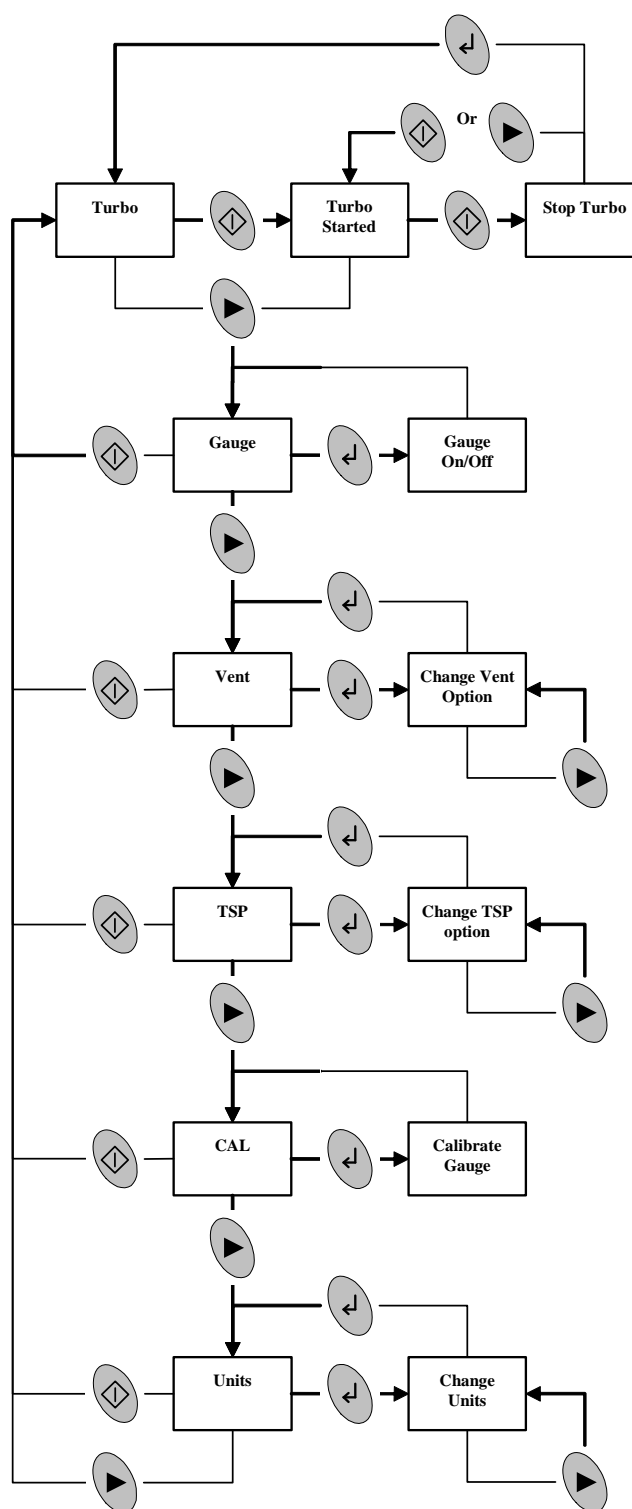 Or
Turbo
Turbo
Started
Stop Turbo
Gauge
Gauge
On/Off
Vent
Change Vent
Option
TSP
Change TSP
option
CAL
Calibrate
Gauge
Units
Change
Units